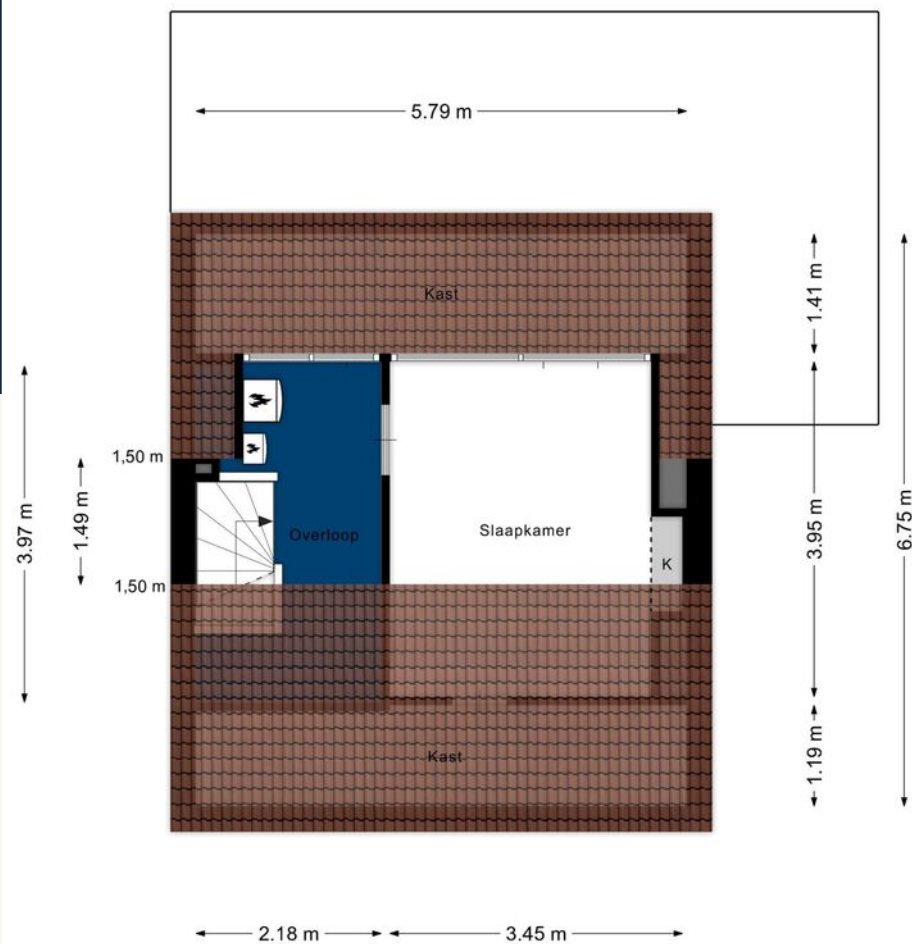 5.79 m
Kast
1.41 m
1,50 m
Overloop
Slaapkamer
K
1.49 m
3.97 m
3.95 m
6.75 m
1,50 m
Kast
1.19 m
2.18 m
3.45 m